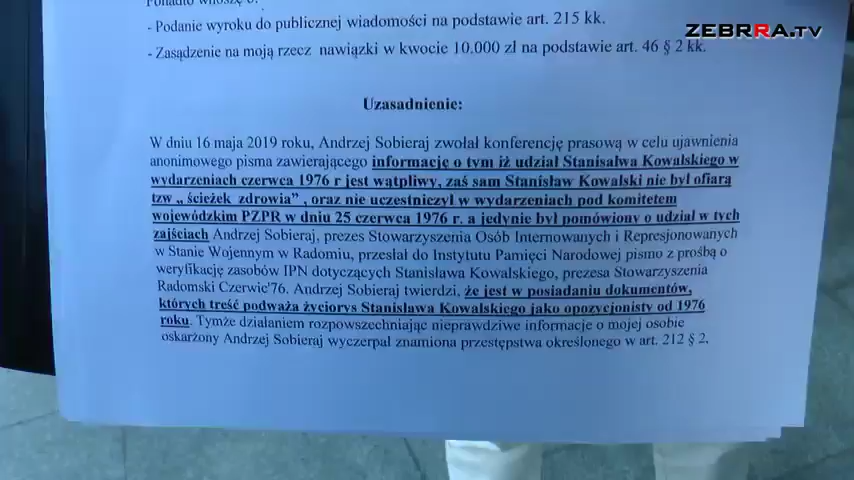 ZEBRRA.TV
- Podanie wyroku do publicznej wiadomości na podstawie art. 215 kk.
- Zasądzenie na moją rzecz nawiązki w kwocie 10.000 zł na podstawie art. 46 § 2 kk.
Uzasadnienie:
W dniu 16 maja 2019 roku, Andrzej Sobieraj zwołał konferencję prasową w celu ujawnienia
anonimowego pisma zawierającego informację o tym iż udział Stanisalwa Kowalskiego w
wydarzeniach czerwca 1976 r jest wątpliwy, zaś sam Stanisław Kowalski nie był ofiarą
tzw „ ścieżek zdrowia” , oraz nie uczestniczył w wydarzeniach pod komitetem
wojewódzkim PZPR w dniu 25 czerwca 1976 r. a jedynie był pomówiony o udział w tych
zajściach Andrzej Sobieraj, prezes Stowarzyszenia Osób Internowanych i Represjonowanych
w Stanie Wojennym w Radomiu, przesłał do Instytutu Pamięci Narodowej pismo z prośbą o
weryfikację zasobów IPN dotyczących Stanisława Kowalskiego, prezesa Stowarzyszenia
Radomski Czerwiec'76. Andrzej Sobieraj twierdzi, że jest w posiadaniu dokumentów,
których treść podważa życiorys Stanisława Kowalskiego jako opozycjonisty od 1976
roku. Tymże działaniem rozpowszechniając nieprawdziwe informacje o mojej osobie
oskarżony Andrzej Sobieraj wyczerpał znamiona przestępstwa określonego w art. 212 § 2.